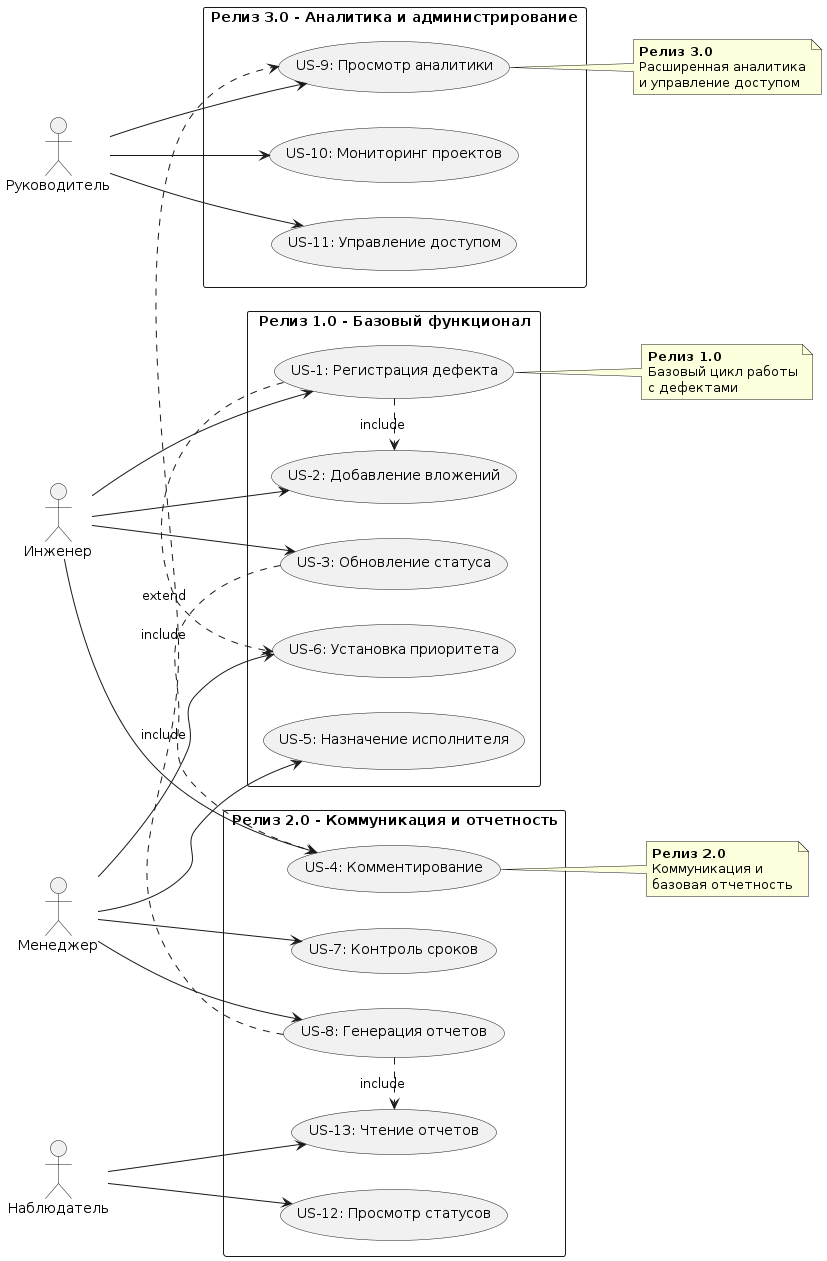 Релиз 3.0 - Аналитика и администрирование
US-9: Просмотр аналитики
Релиз 3.0
Расширенная аналитика
и управление доступом
US-10: Мониторинг проектов
Руководитель
US-11: Управление доступом
Релиз 1.0 - Базовый функционал
US-1: Регистрация дефекта
Релиз 1.0
Базовый цикл работы
с дефектами
include
US-2: Добавление вложений
Инженер
US-3: Обновление статуса
extend
include
US-6: Установка приоритета
include
US-5: Назначение исполнителя
Релиз 2.0 - Коммуникация и отчетность
US-4: Комментирование
Релиз 2.0
Коммуникация и
базовая отчетность
Менеджер
US-7: Контроль сроков
US-8: Генерация отчетов
include
US-13: Чтение отчетов
Наблюдатель
US-12: Просмотр статусов